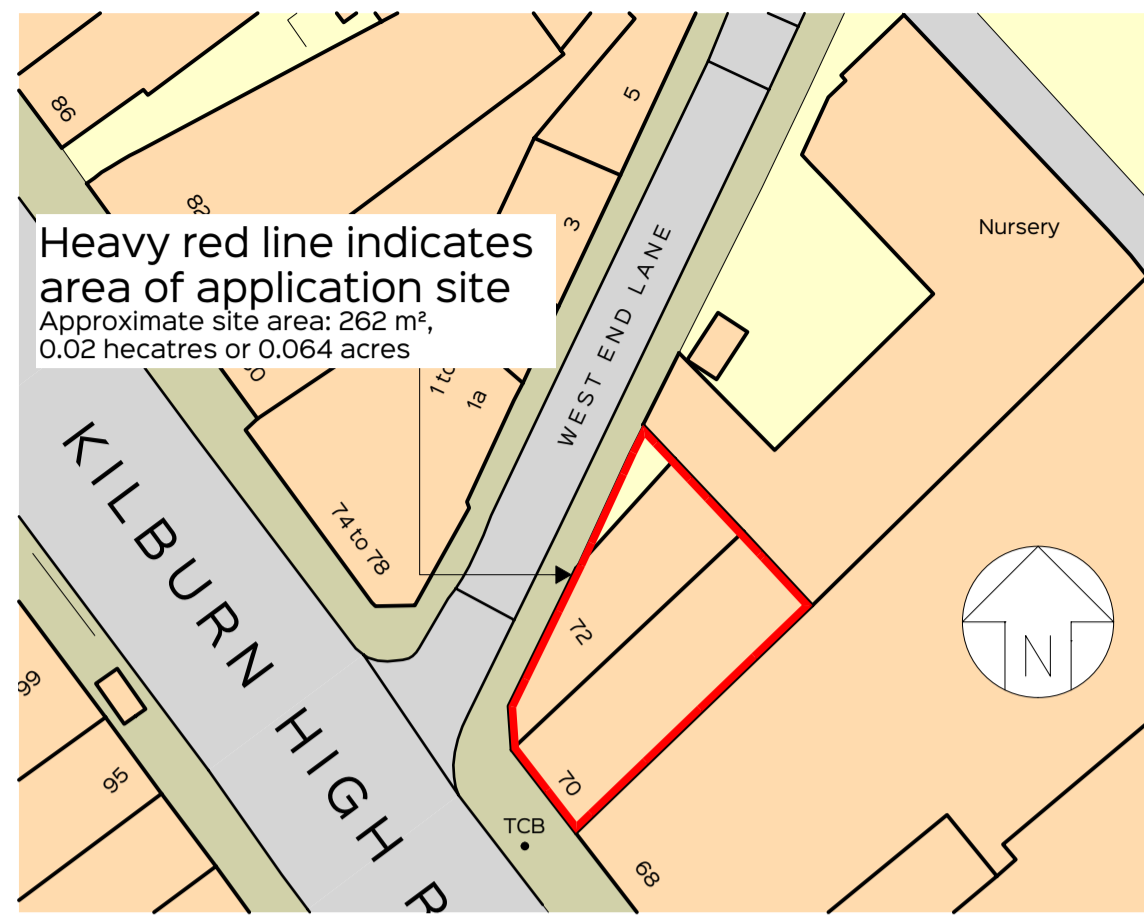 86
82
5
3
Heavy red line indicates
area of application site
Approximate site area: 262 m²,
0.02 hecatres or 0.064 acres
Nursery
WEST END LANE
1a
74 to 78
KILBURN HIGH R
72
70
N
99
95
TCB
68